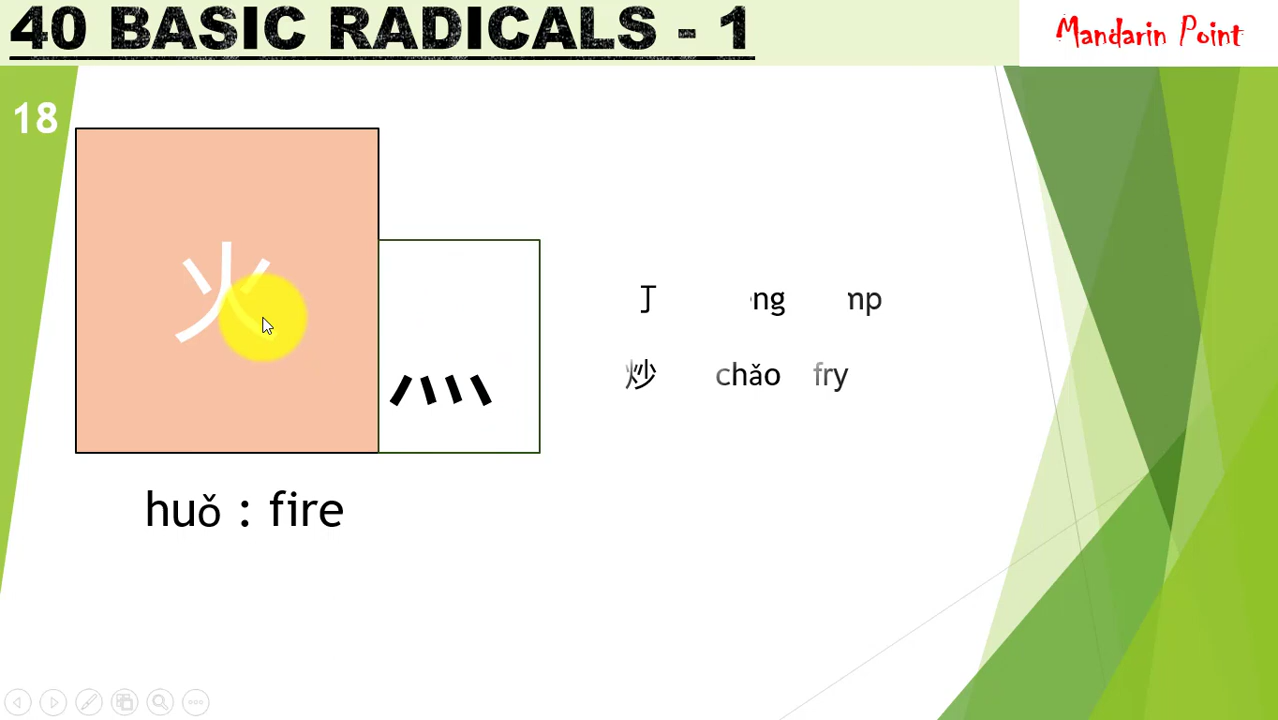 40 BASIC RADICALS - 1
Mandarin Point
18
火
灬
炒 chǎo fry
huǒ : fire